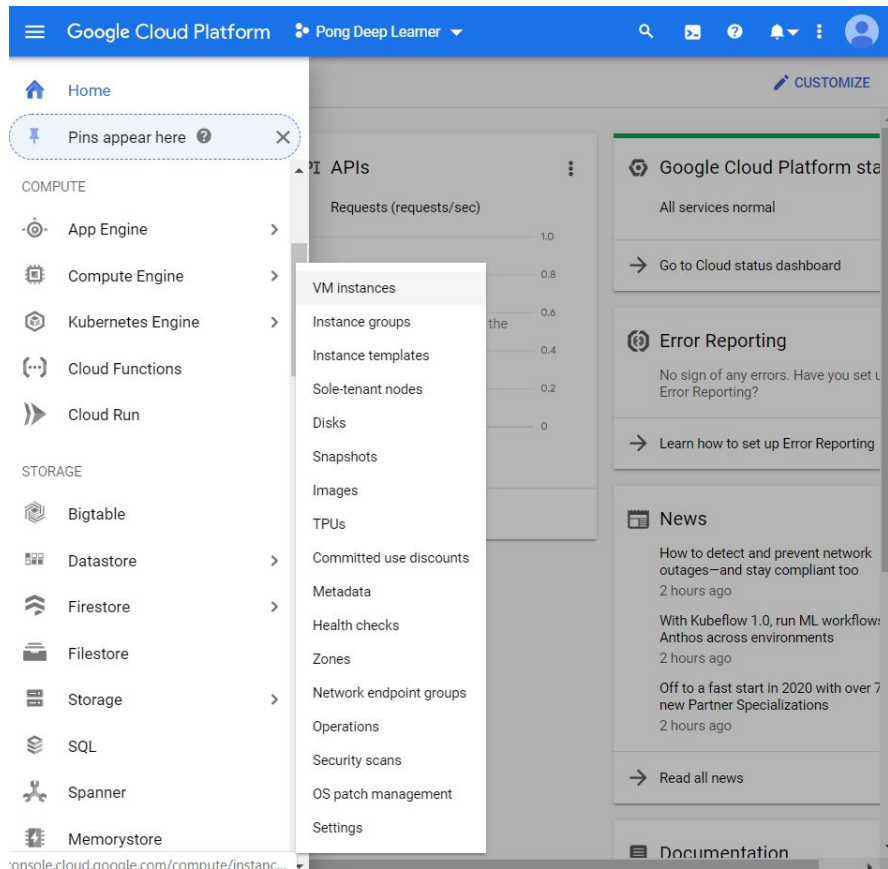 Google Cloud Platform
Pong Deep Learner
Home
CUSTOMIZE
Pins appear here
COMPUTE
App Engine
Compute Engine
Kubernetes Engine
Cloud Functions
Cloud Run
STORAGE
Bigtable
Datastore
Firestore
Filestore
Storage
SQL
Spanner
Memorystore
console.cloud.google.com/compute/instanc...
VM instances
Instance groups
Instance templates
Sole-tenant nodes
Disks
Snapshots
Images
TPUs
Committed use discounts
Metadata
Health checks
Zones
Network endpoint groups
Operations
Security scans
OS patch management
Settings
APIs
Requests (requests/sec)
1.0
0.8
0.6
the
0.4
0.2
0
Google Cloud Platform sta
All services normal
Go to Cloud status dashboard
Error Reporting
No sign of any errors. Have you set u
Error Reporting?
Learn how to set up Error Reporting
News
How to detect and prevent network
outages—and stay compliant too
2 hours ago
With Kubeflow 1.0, run ML workflows
Anthos across environments
2 hours ago
Off to a fast start in 2020 with over 7
new Partner Specializations
2 hours ago
Read all news
Documentation